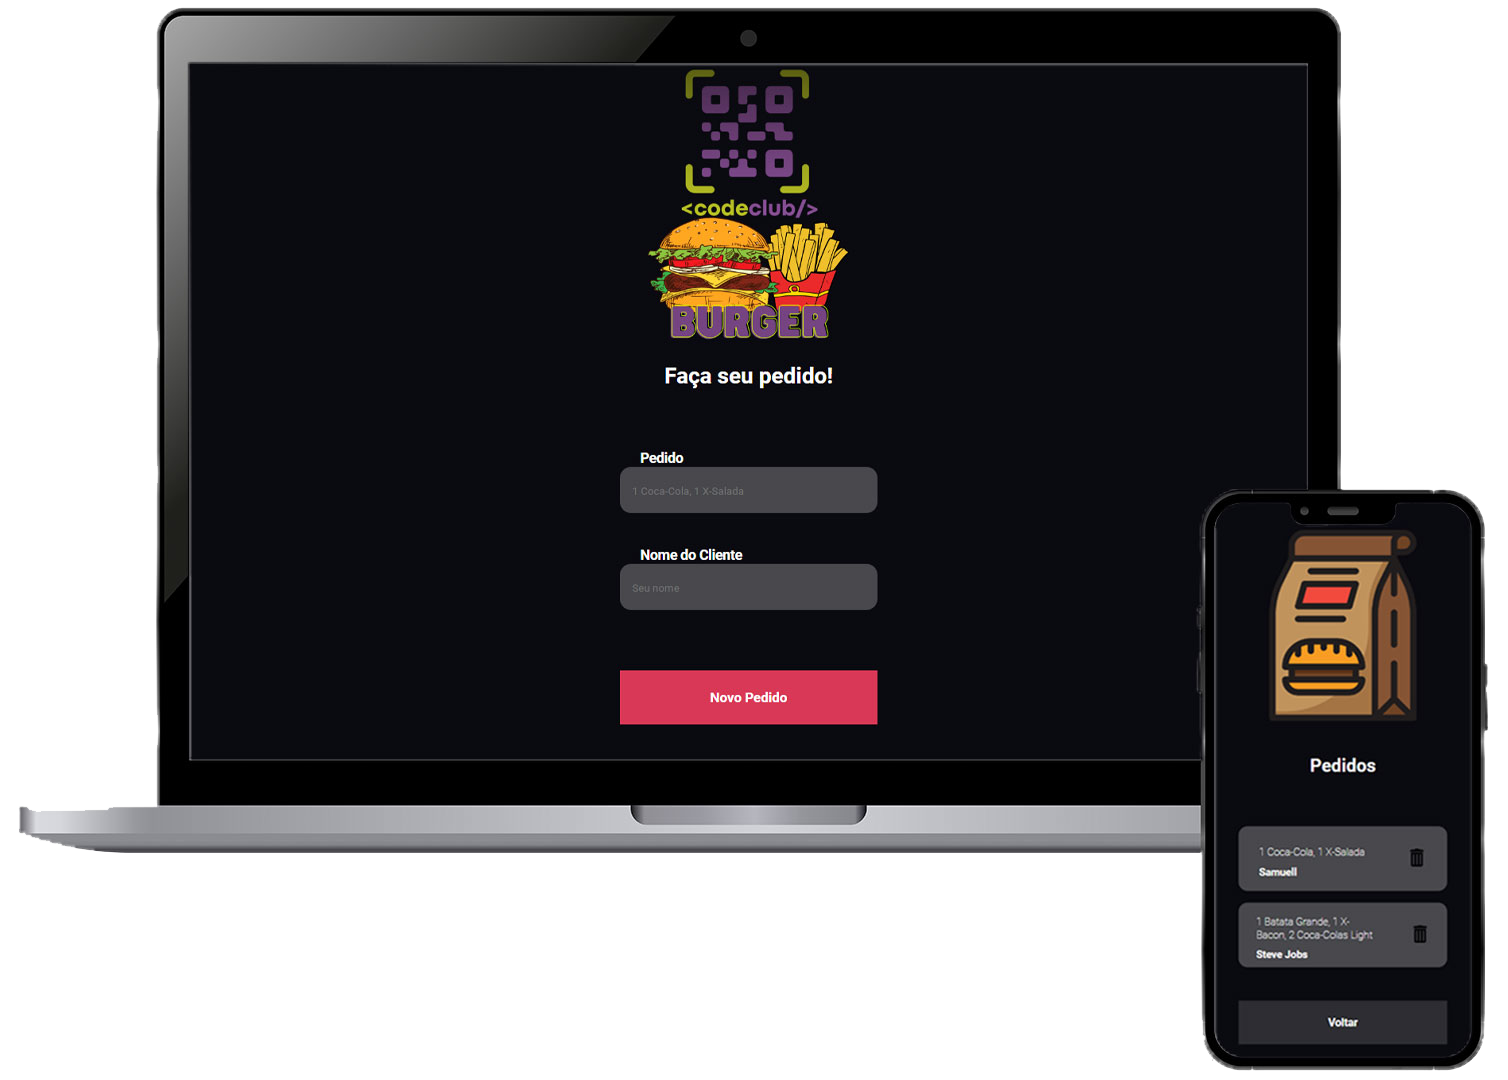 <codeclub/>
BURGER
Faça seu pedido!
Pedido
1 Coca-Cola, 1 X-Salada
Nome do Cliente
Seu nome
Novo Pedido
Pedidos
1 Coca-Cola, 1 X-Salada
Samuell
1 Batata Grande, 1 X-
Bacon, 2 Coca-Colas Light
Steve Jobs
Voltar